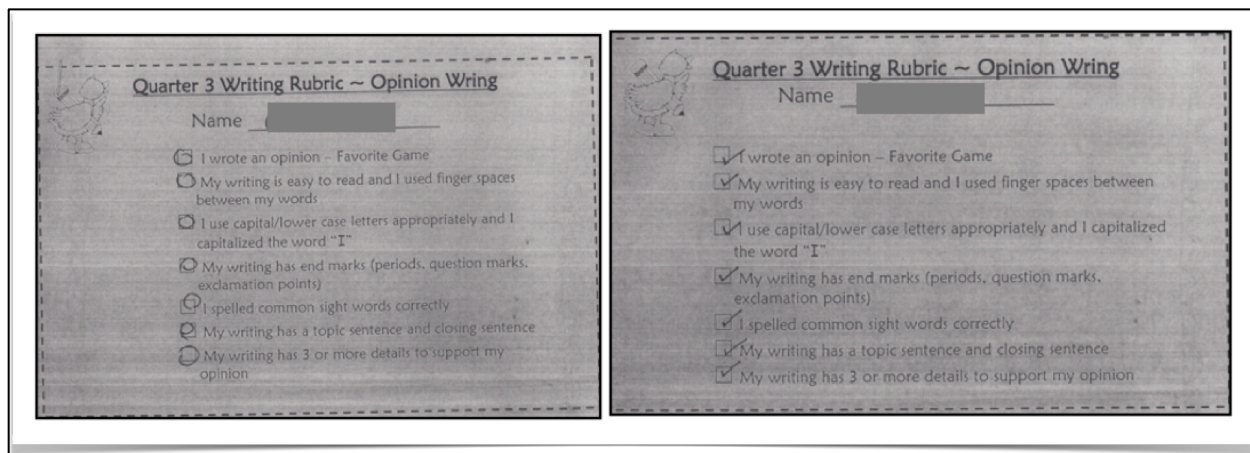 Quarter 3 Writing Rubric ~ Opinion Wring
Name
I wrote an opinion – Favorite Game
My writing is easy to read and I used finger spaces
between my words
I use capital/lower case letters appropriately and I
capitalized the word "I"
My writing has end marks (periods, question marks,
exclamation points)
I spelled common sight words correctly
My writing has a topic sentence and closing sentence
My writing has 3 or more details to support my
opinion
Quarter 3 Writing Rubric ~ Opinion Wring
Name
I wrote an opinion – Favorite Game
My writing is easy to read and I used finger spaces between
my words
I use capital/lower case letters appropriately and I capitalized
the word "I"
My writing has end marks (periods, question marks,
exclamation points)
I spelled common sight words correctly
My writing has a topic sentence and closing sentence
My writing has 3 or more details to support my opinion